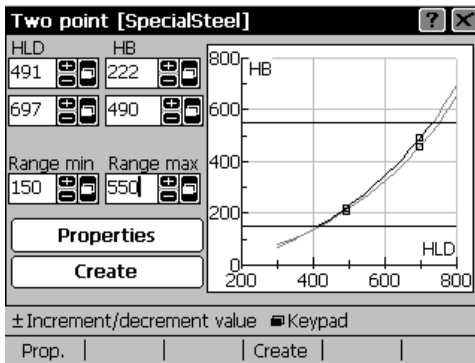 Two point [SpecialSteel] ? X
HLD HB
491 222
697 490
Range min Range max
150 550
Properties
Create
800 HB
600
400
200
0
HLD
200 400 600 800
±Increment/decrement value Keypad
Prop. Create